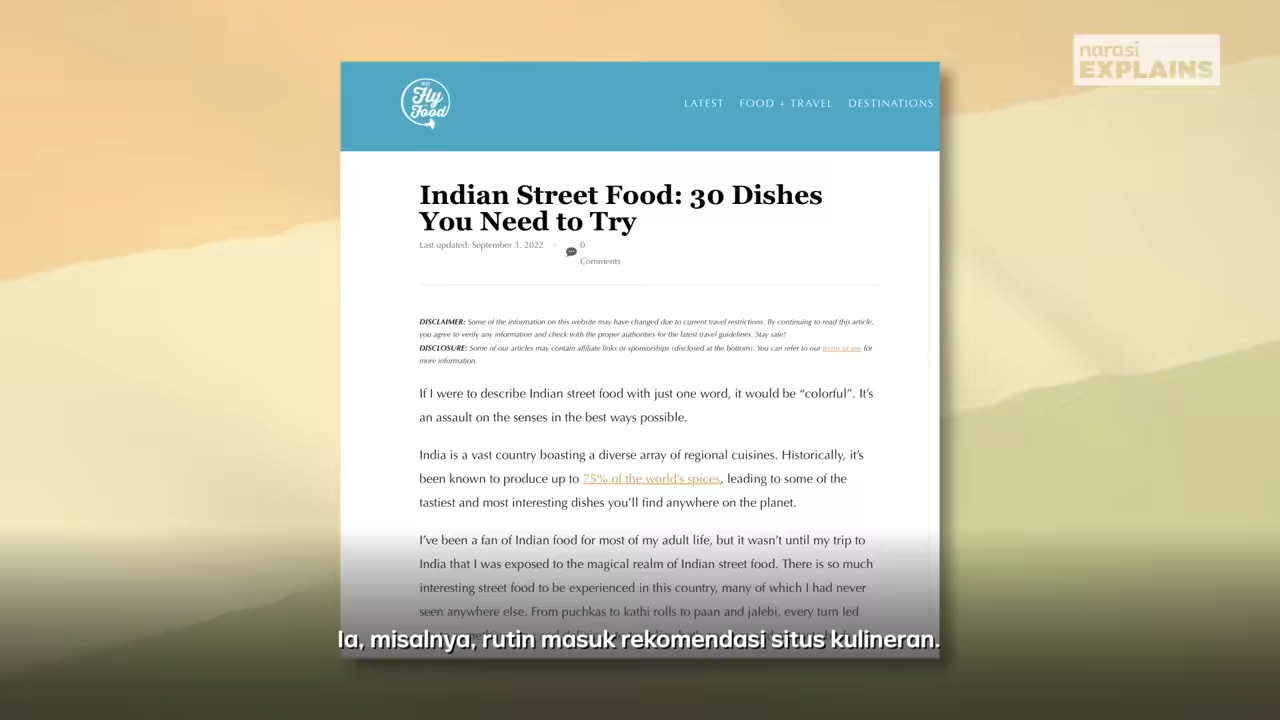 narasi
EXPLAINS
Fly
Food
LATEST FOOD + TRAVEL DESTINATIONS
Indian Street Food: 30 Dishes
You Need to Try
Last updated: September 3, 2022 · 0
Comments
DISCLAIMER: Some of the information on this website may have changed due to current travel restrictions. By continuing to read this article,
you agree to verify any information and check with the proper authorities for the latest travel guidelines. Stay safe!
DISCLOSURE: Some of our articles may contain affiliate links or sponsorships (disclosed at the bottom). You can refer to our terms of use for
more information.
If I were to describe Indian street food with just one word, it would be “colorful”. It’s
an assault on the senses in the best ways possible.
India is a vast country boasting a diverse array of regional cuisines. Historically, it’s
been known to produce up to 75% of the world’s spices, leading to some of the
tastiest and most interesting dishes you’ll find anywhere on the planet.
I’ve been a fan of Indian food for most of my adult life, but it wasn’t until my trip to
India that I was exposed to the magical realm of Indian street food. There is so much
interesting street food to be experienced in this country, many of which I had never
seen anywhere else. From puchkas to kathi rolls to paan and jalebi, every turn led
Ia, misalnya, rutin masuk rekomendasi situs kulineran.